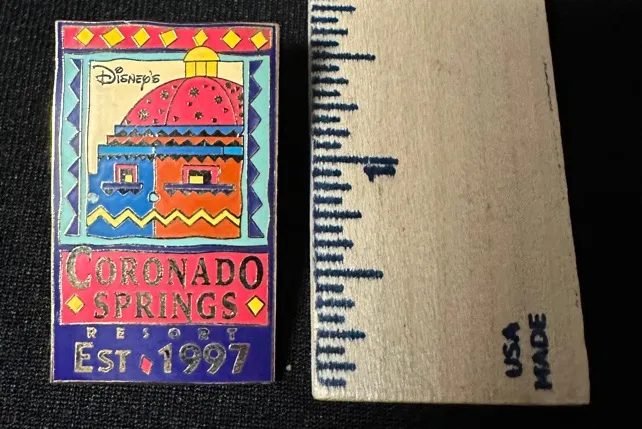 DISNEY'S
CORONADO
SPRINGS
RESORT
EST 1997
1
USA
MADE